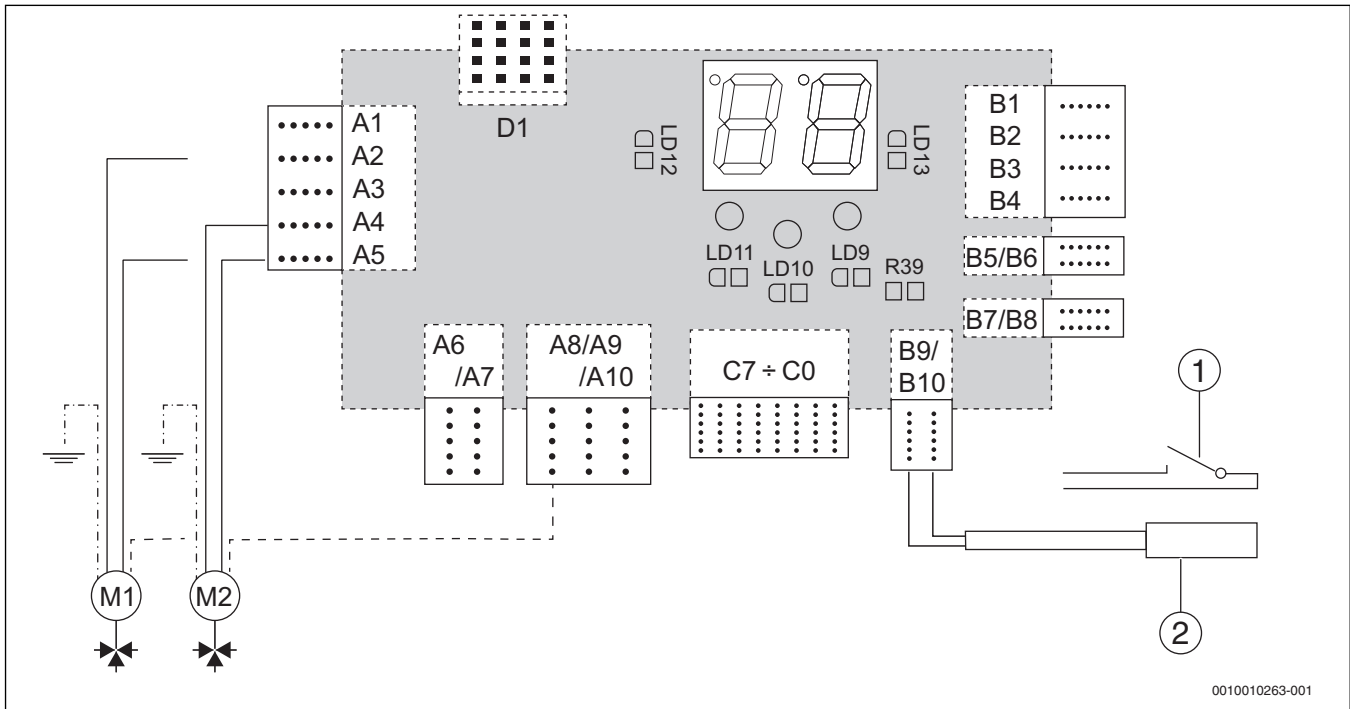 D1
A1
A2
A3
A4
A5
LD12
LD13
B1
B2
B3
B4
LD11
LD10
LD9
R39
B5/B6
B7/B8
A6
/A7
A8/A9
/A10
C7 ÷ C0
B9/
B10
1
2
M1
M2
0010010263-001